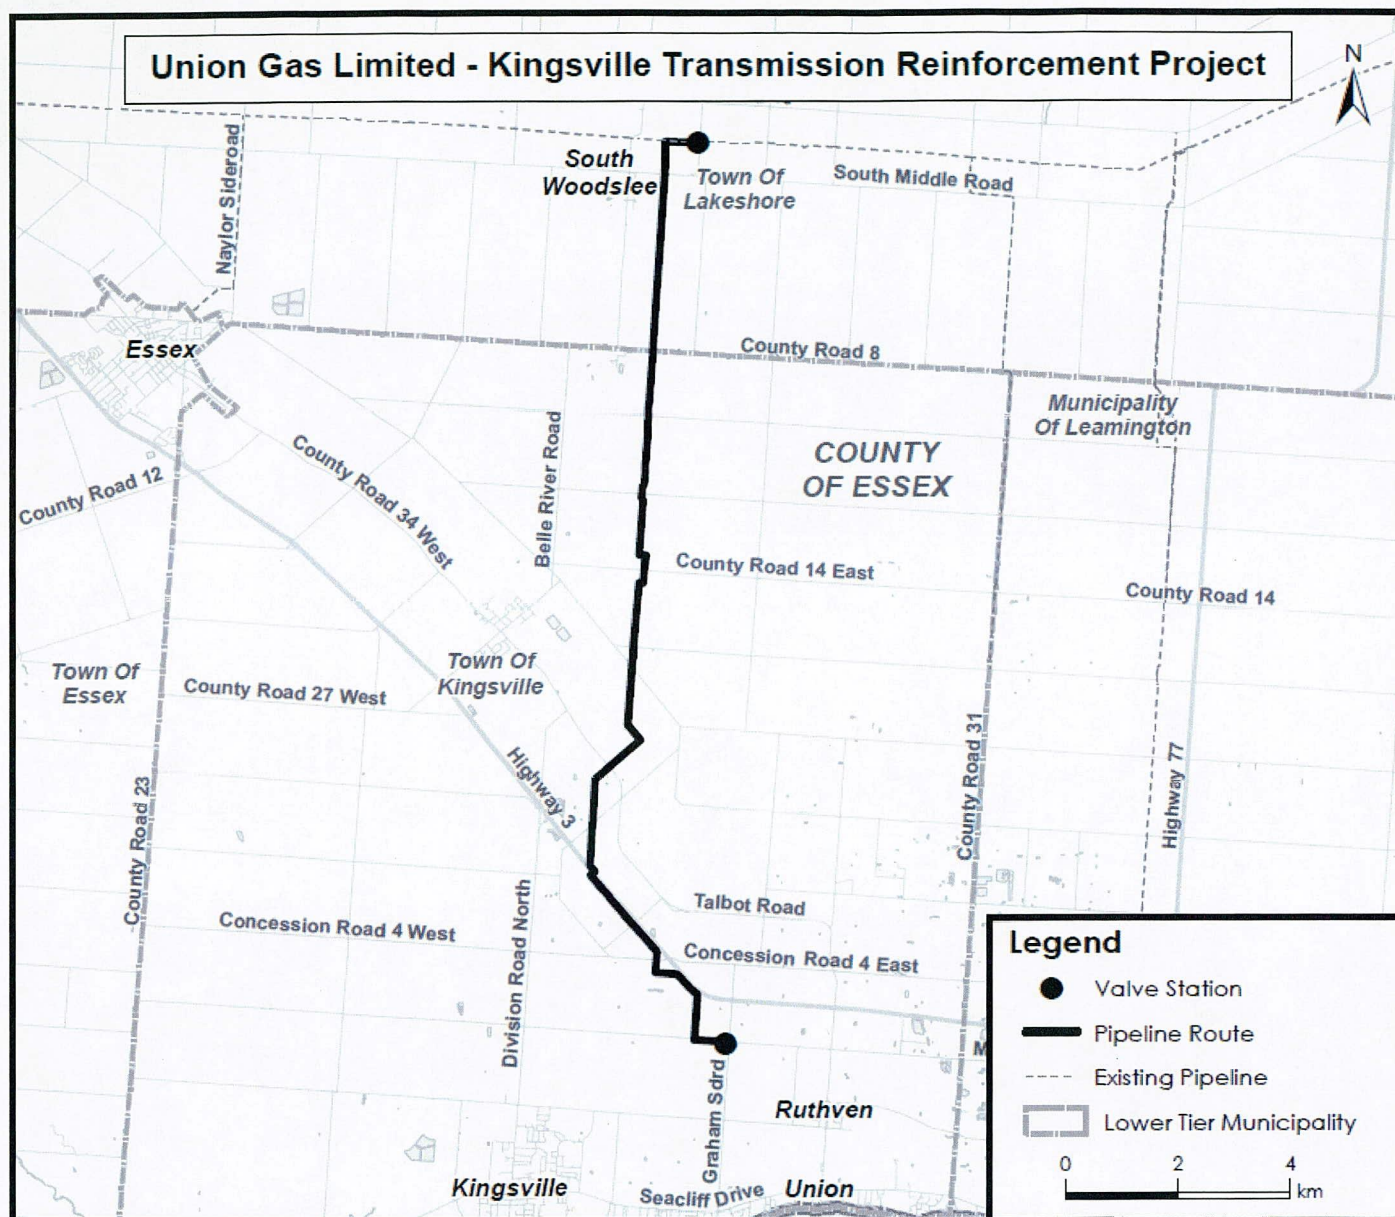 Union Gas Limited - Kingsville Transmission Reinforcement Project
N
Naylor Sideroad
South
Woodslee
Town Of
Lakeshore
South Middle Road
Essex
County Road 8
Municipality
Of Leamington
COUNTY
OF ESSEX
County Road 12
County Road 34 West
Belle River Road
County Road 14 East
County Road 14
Town Of
Essex
County Road 27 West
Town Of
Kingsville
Highway 3
County Road 23
County Road 31
Highway 77
Talbot Road
Concession Road 4 West
Division Road North
Concession Road 4 East
Graham Sdrd
Ruthven
Kingsville
Seacliff Drive
Union
Legend
Valve Station
Pipeline Route
Existing Pipeline
Lower Tier Municipality
0 2 4
km